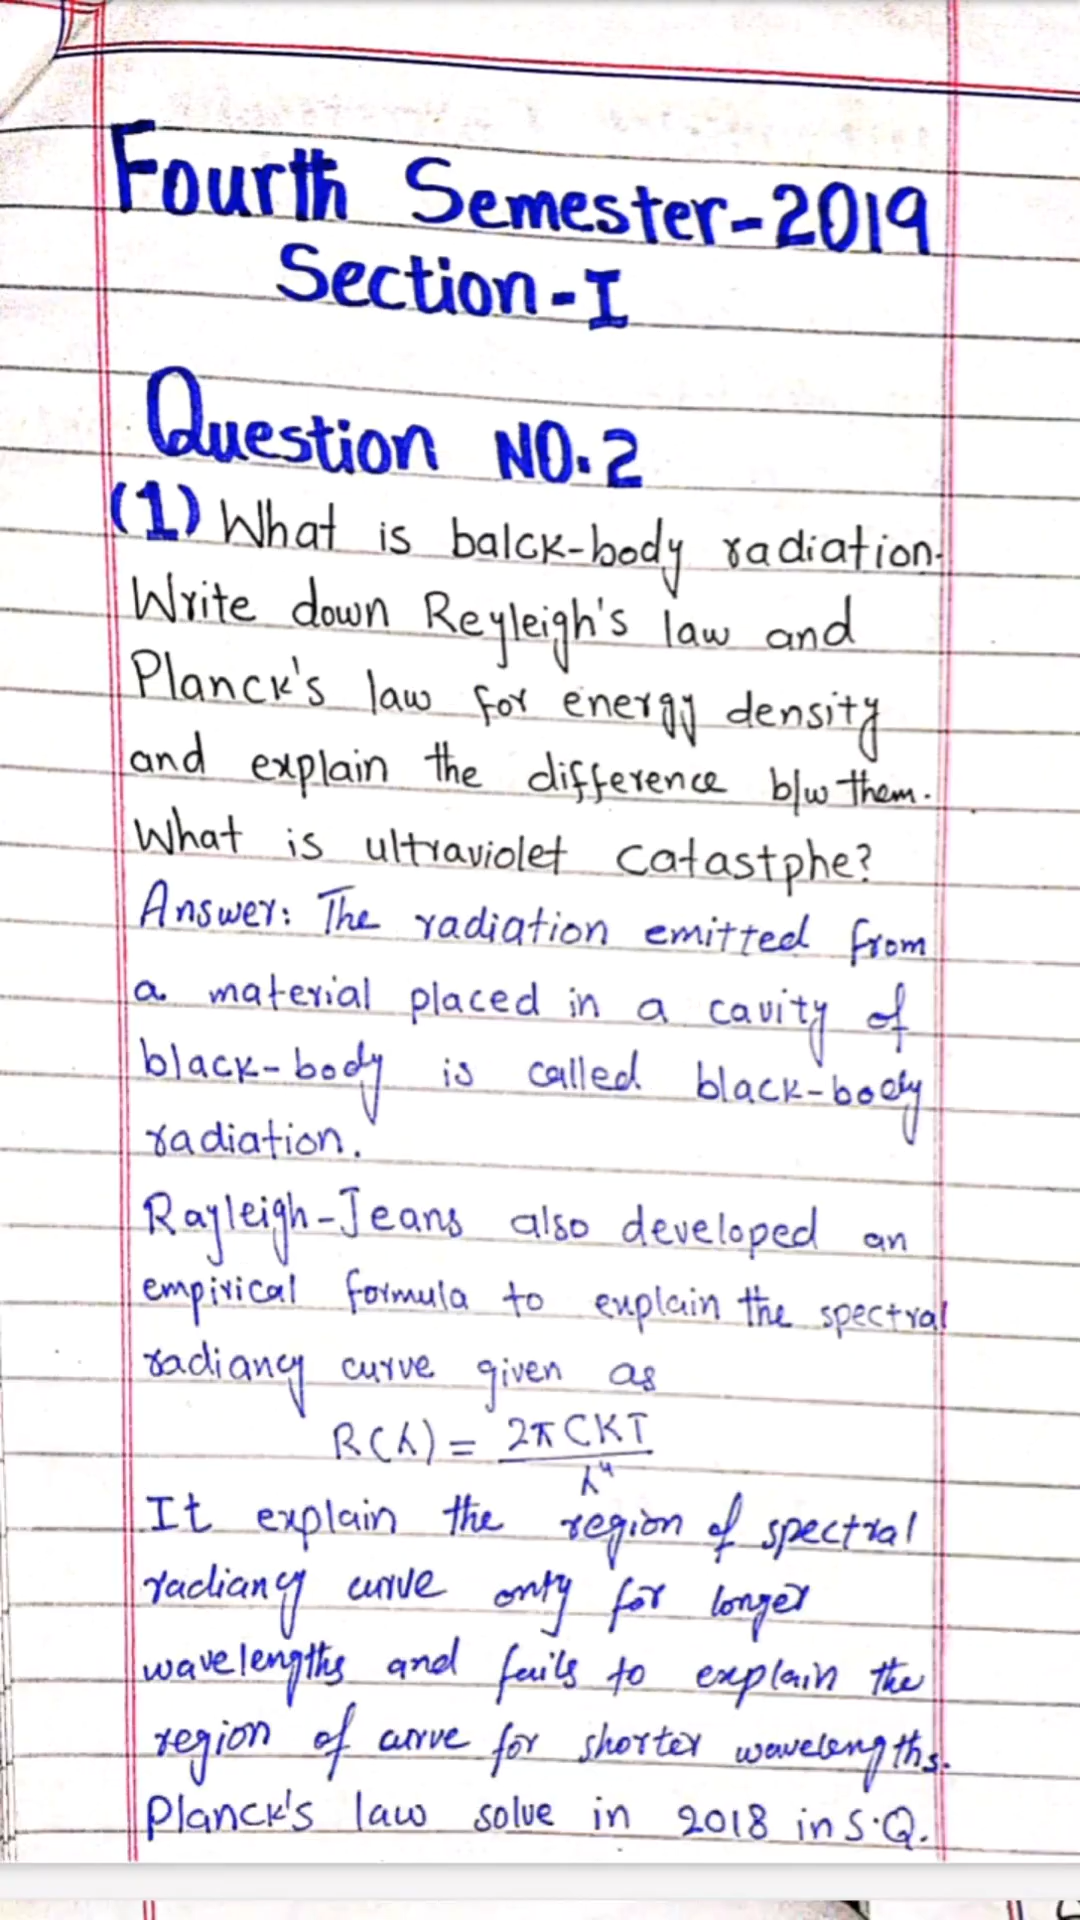 Fourth Semester-2019
Section-I
Question NO.2
(1) What is balck-body radiation.
Write down Reyleigh's law and
Planck's law for energy density
and explain the difference b/w them.
What is ultraviolet catastphe?
Answer: The radiation emitted from
a material placed in a cavity of
black-body is called black-body
radiation.
Rayleigh-Jeans also developed an
empirical formula to explain the spectral
radiancy curve given as
R(λ) = 2πCKT / λ⁴
It explain the region of spectral
radiancy curve only for longer
wavelengths and fails to explain the
region of curve for shorter wavelengths.
Planck's law solve in 2018 in S.Q.